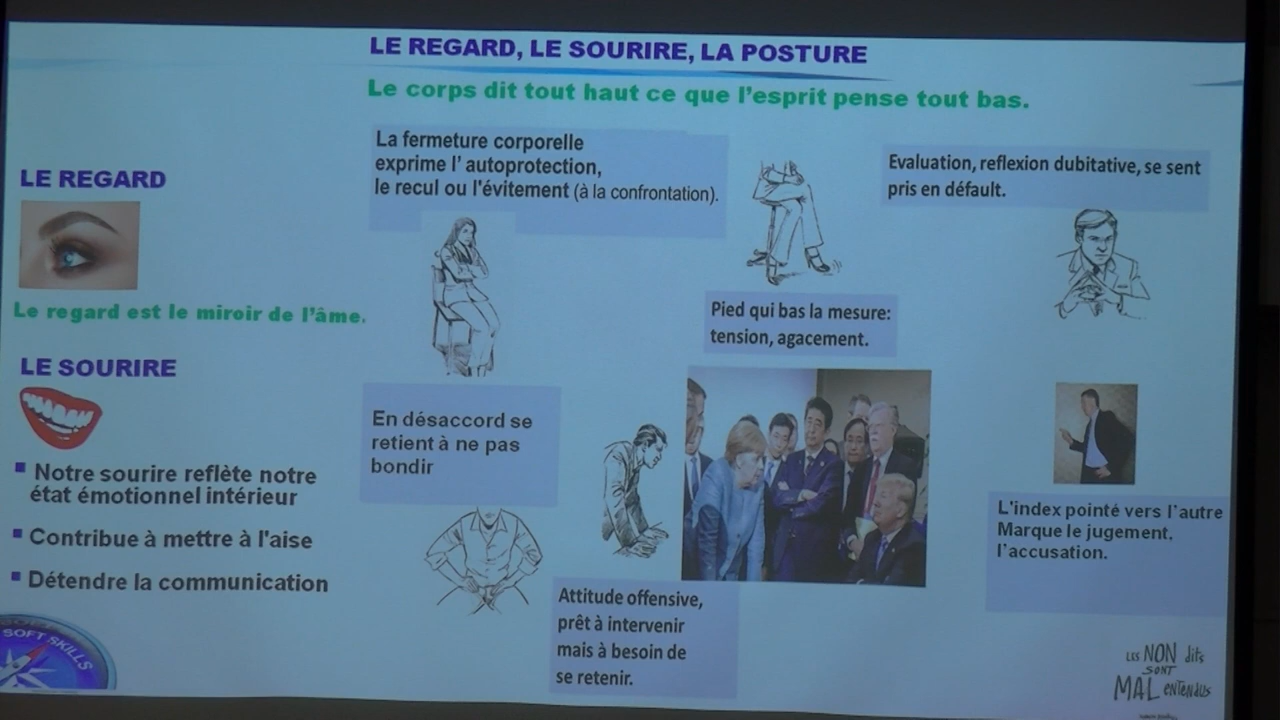 LE REGARD, LE SOURIRE, LA POSTURE
Le corps dit tout haut ce que l'esprit pense tout bas.
LE REGARD
Le regard est le miroir de l'âme.
LE SOURIRE
Notre sourire reflète notre
état émotionnel intérieur
Contribue à mettre à l'aise
Détendre la communication
SOFT SKILLS
La fermeture corporelle
exprime l' autoprotection,
le recul ou l'évitement (à la confrontation).
En désaccord se
retient à ne pas
bondir
Pied qui bas la mesure:
tension, agacement.
Attitude offensive,
prêt à intervenir
mais à besoin de
se retenir.
Evaluation, reflexion dubitative, se sent
pris en défault.
L'index pointé vers l'autre
Marque le jugement,
l'accusation.
LES NON dits
SONT
MAL ENTENDUS